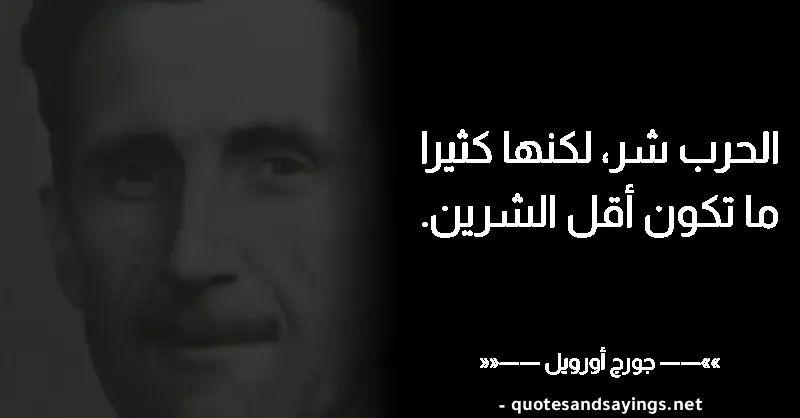 الحرب شر، لكنها كثيرا
ما تكون أقل الشرين.
»»—— جورج أورويل ——««
- quotesandsayings.net